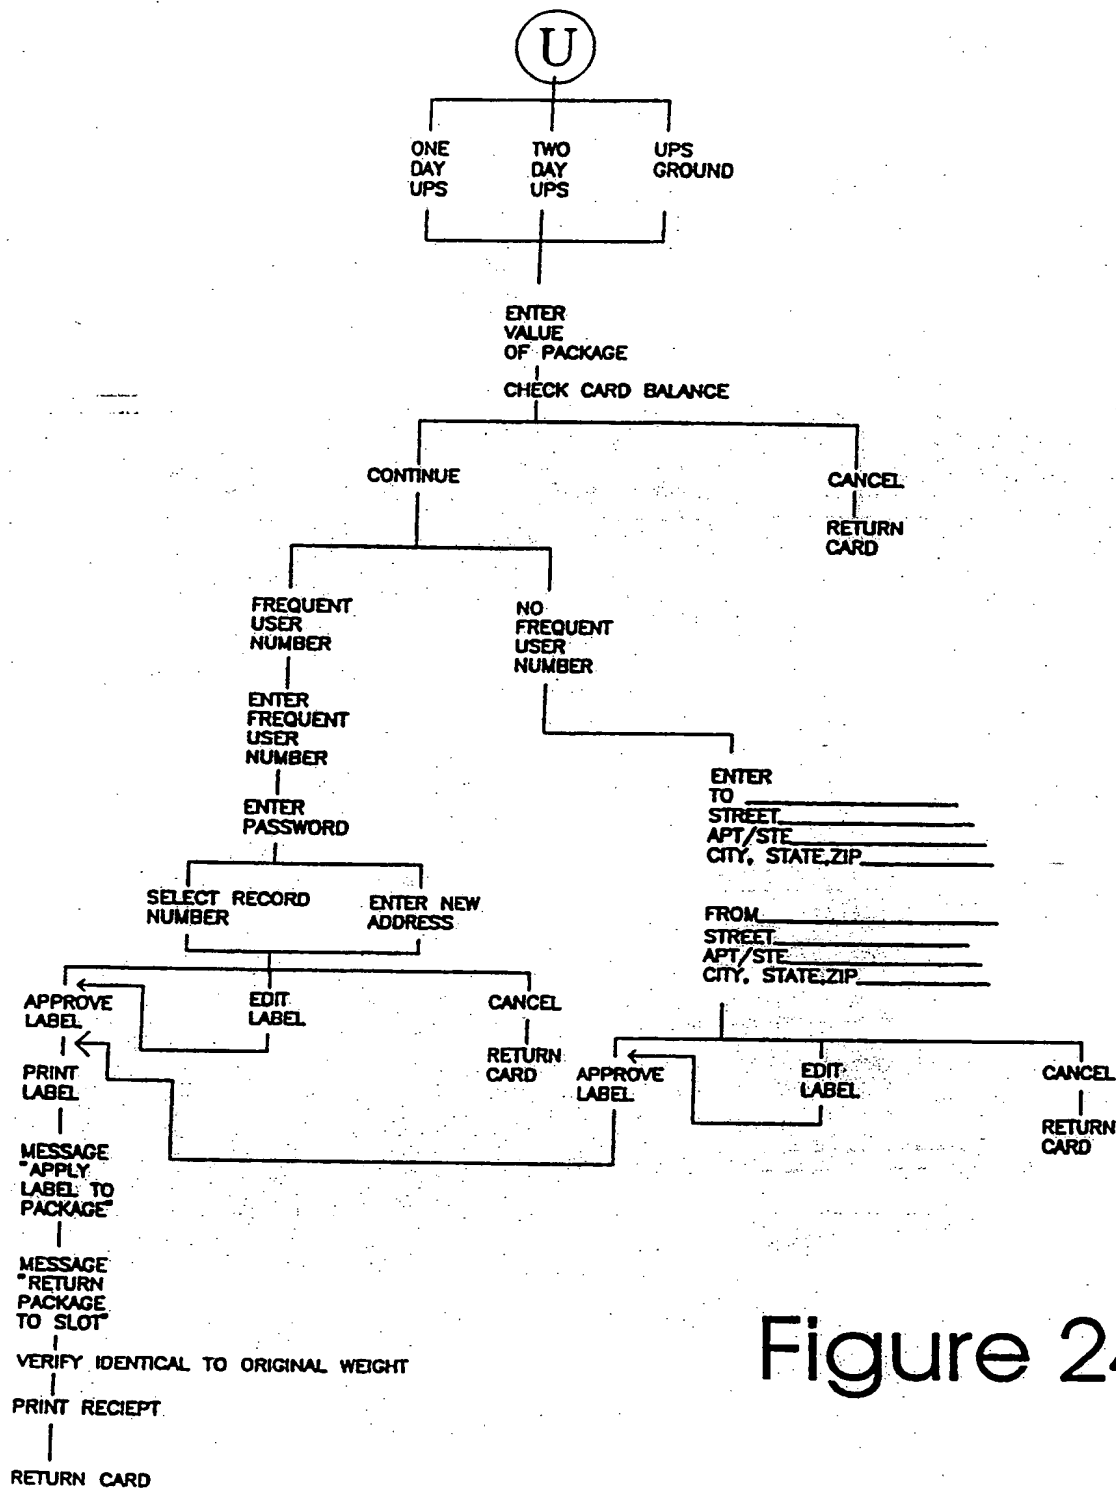 U
ONE
DAY
UPS
TWO
DAY
UPS
UPS
GROUND
ENTER
VALUE
OF PACKAGE
CHECK CARD BALANCE
CONTINUE
CANCEL
RETURN
CARD
FREQUENT
USER
NUMBER
NO
FREQUENT
USER
NUMBER
ENTER
FREQUENT
USER
NUMBER
ENTER
PASSWORD
SELECT RECORD
NUMBER
ENTER NEW
ADDRESS
ENTER
TO
STREET
APT/STE
CITY, STATE,ZIP
FROM
STREET
APT/STE
CITY, STATE,ZIP
APPROVE
LABEL
EDIT
LABEL
CANCEL
RETURN
CARD
APPROVE
LABEL
EDIT
LABEL
CANCEL
RETURN
CARD
PRINT
LABEL
MESSAGE
"APPLY
LABEL TO
PACKAGE"
MESSAGE
"RETURN
PACKAGE
TO SLOT"
VERIFY IDENTICAL TO ORIGINAL WEIGHT
PRINT RECIEPT
RETURN CARD
Figure 2